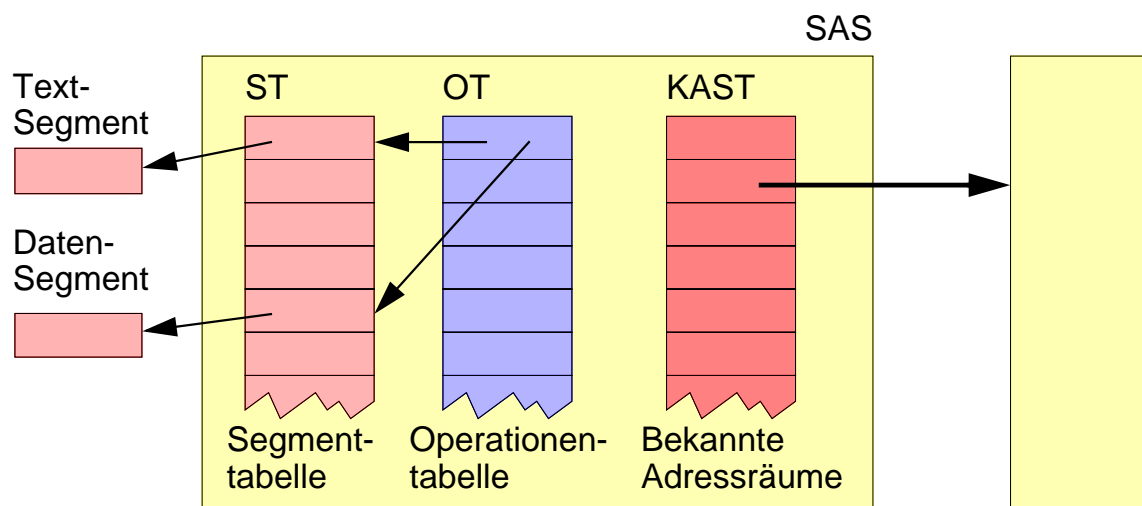 SAS
Text-
Segment
ST
OT
KAST
Daten-
Segment
Segment-
tabelle
Operationen-
tabelle
Bekannte
Adressräume